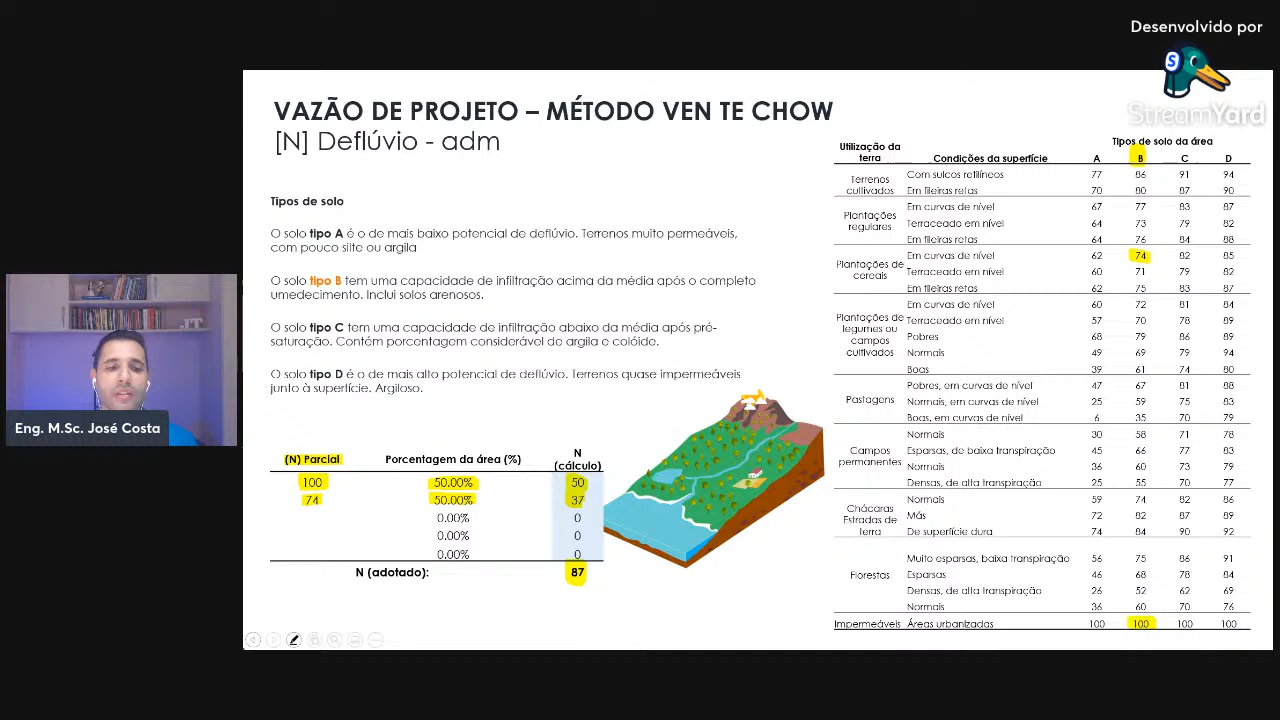 Desenvolvido por
S
StreamYard
VAZÃO DE PROJETO – MÉTODO VEN TE CHOW
[N] Deflúvio - adm
Tipos de solo
O solo tipo A é o de mais baixo potencial de deflúvio. Terrenos muito permeáveis,
com pouco silte ou argila
O solo tipo B tem uma capacidade de infiltração acima da média após o completo
umedecimento. Inclui solos arenosos.
O solo tipo C tem uma capacidade de infiltração abaixo da média após pré-
saturação. Contém porcentagem considerável de argila e colóide.
O solo tipo D é o de mais alto potencial de deflúvio. Terrenos quase impermeáveis
junto à superfície. Argiloso.
Eng. M.Sc. José Costa
(N) Parcial Porcentagem da área (%) N
(cálculo)
100 50.00% 50
74 50.00% 37
0.00% 0
0.00% 0
0.00% 0
N (adotado): 87
Tipos de solo da área
Utilização da
terra Condições da superfície A B C D
Terrenos
cultivados
Com sulcos retilíneos 77 86 91 94
Em fileiras retas 70 80 87 90
Plantações
regulares
Em curvas de nível 67 77 83 87
Terraceado em nível 64 73 79 82
Em fileiras retas 64 76 84 88
Plantações de
cereais
Em curvas de nível 62 74 82 85
Terraceado em nível 60 71 79 82
Em fileiras retas 62 75 83 87
Plantações de
legumes ou
campos
cultivados
Em curvas de nível 60 72 81 84
Terraceado em nível 57 70 78 89
Pobres 68 79 86 89
Normais 49 69 79 94
Boas 39 61 74 80
Pastagens
Pobres, em curvas de nível 47 67 81 88
Normais, em curvas de nível 25 59 75 83
Boas, em curvas de nível 6 35 70 79
Campos
permanentes
Normais 30 58 71 78
Esparsas, de baixa transpiração 45 66 77 83
Normais 36 60 73 79
Densas, de alta transpiração 25 55 70 77
Chácaras
Estradas de
terra
Normais 59 74 82 86
Más 72 82 87 89
De superfície dura 74 84 90 92
Florestas
Muito esparsas, baixa transpiração 56 75 86 91
Esparsas 46 68 78 84
Densas, de alta transpiração 26 52 62 69
Normais 36 60 70 76
Impermeáveis Áreas urbanizadas 100 100 100 100